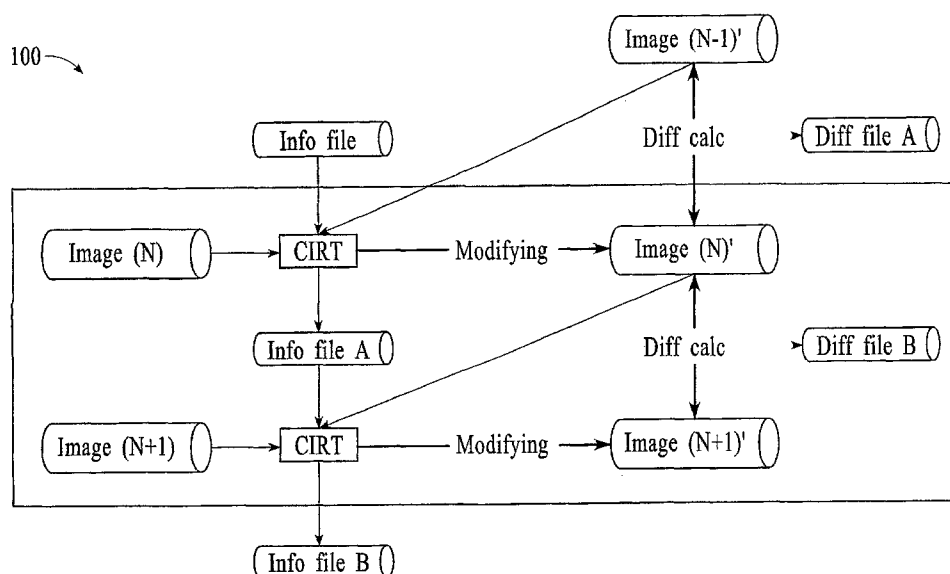 Image (N-1)'
100
Info file
Diff calc
Diff file A
Image (N)
CIRT
Modifying
Image (N)'
Info file A
Diff calc
Diff file B
Image (N+1)
CIRT
Modifying
Image (N+1)'
Info file B